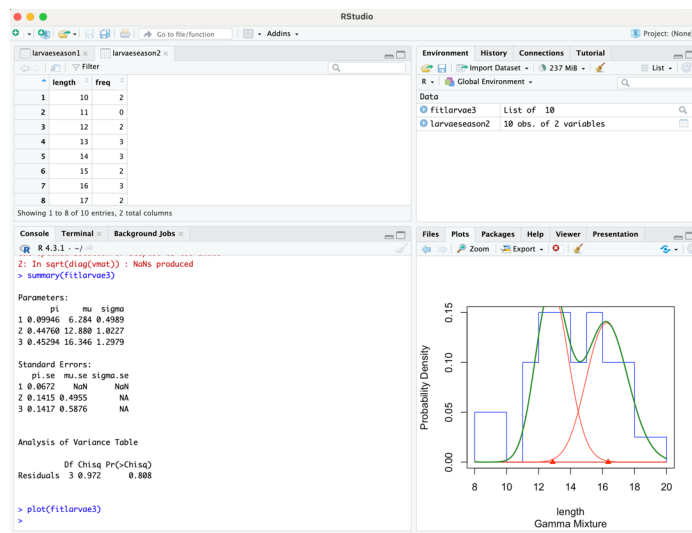 RStudio
Go to file/function
Addins
Project: (None)
larvaeseason1 × larvaeseason2 ×
Filter
length freq
1 10 2
2 11 0
3 12 2
4 13 3
5 14 3
6 15 2
7 16 3
8 17 2
Showing 1 to 8 of 10 entries, 2 total columns
Environment History Connections Tutorial
Import Dataset 237 MiB List
R Global Environment
Data
fitlarvae3 List of 10
larvaeseason2 10 obs. of 2 variables
Console Terminal × Background Jobs ×
R 4.3.1 · ~/
2: In sqrt(diag(vmat)) : NaNs produced
> summary(fitlarvae3)
Parameters:
pi mu sigma
1 0.09946 6.284 0.4989
2 0.44760 12.880 1.0227
3 0.45294 16.346 1.2979
Standard Errors:
pi.se mu.se sigma.se
1 0.0672 NaN NaN
2 0.1415 0.4955 NA
3 0.1417 0.5876 NA
Analysis of Variance Table
Df Chisq Pr(>Chisq)
Residuals 3 0.972 0.808
> plot(fitlarvae3)
>
Files Plots Packages Help Viewer Presentation
Zoom Export
Probability Density
0.15
0.10
0.05
0.00
8 10 12 14 16 18 20
length
Gamma Mixture